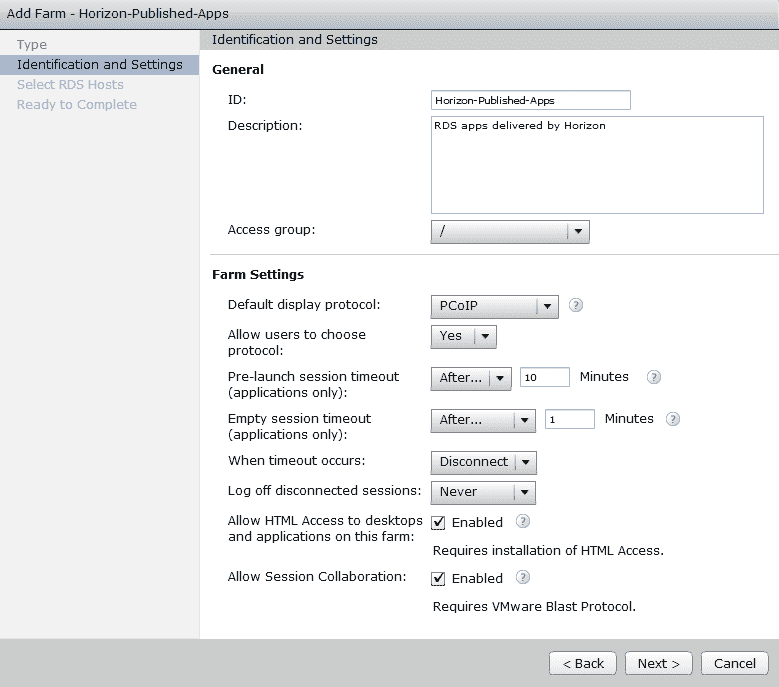 Add Farm - Horizon-Published-Apps
Type
Identification and Settings
Select RDS Hosts
Ready to Complete
Identification and Settings
General
ID: Horizon-Published-Apps
Description: RDS apps delivered by Horizon
Access group: /
Farm Settings
Default display protocol: PCoIP ?
Allow users to choose
protocol: Yes
Pre-launch session timeout
(applications only): After... 10 Minutes ?
Empty session timeout
(applications only): After... 1 Minutes ?
When timeout occurs: Disconnect
Log off disconnected sessions: Never
Allow HTML Access to desktops
and applications on this farm: Enabled ?
Requires installation of HTML Access.
Allow Session Collaboration: Enabled ?
Requires VMware Blast Protocol.
< Back Next > Cancel